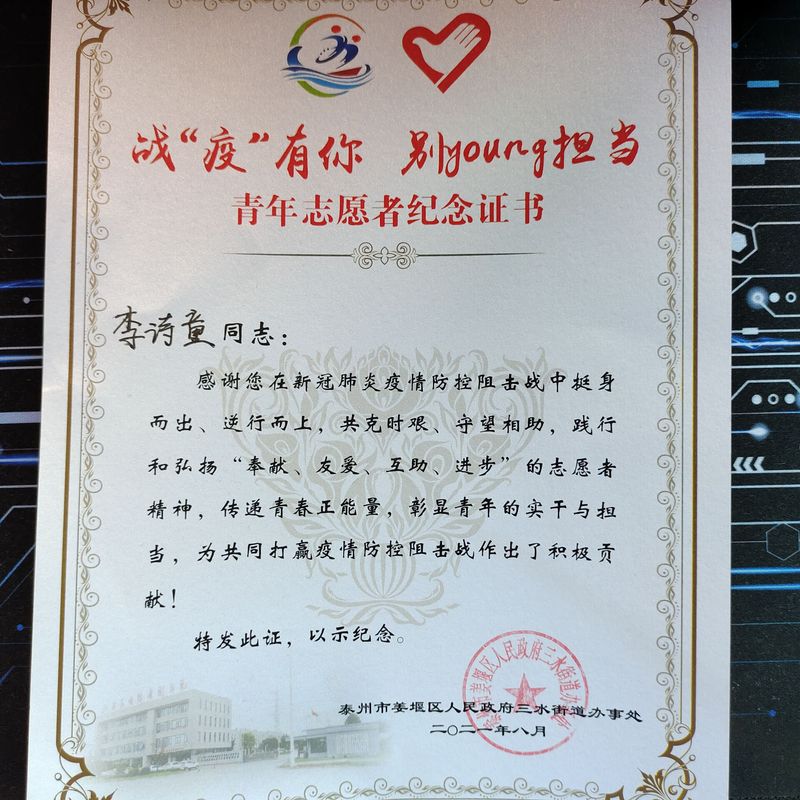 战“疫”有你 别young担当
青年志愿者纪念证书
李诗童同志：
感谢您在新冠肺炎疫情防控阻击战中挺身
而出、逆行而上，共克时艰、守望相助，践行
和弘扬“奉献、友爱、互助、进步”的志愿者
精神，传递青春正能量，彰显青年的实干与担
当，为共同打赢疫情防控阻击战作出了积极贡
献！
特发此证，以示纪念。
泰州市姜堰区人民政府三水街道办事处
二〇二一年八月